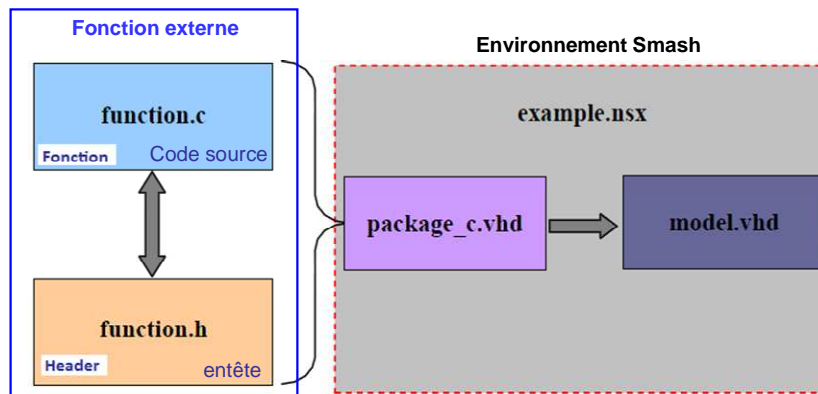 Fonction externe
function.c
Fonction
Code source
function.h
Header
entête
Environnement Smash
example.nsx
package_c.vhd
model.vhd